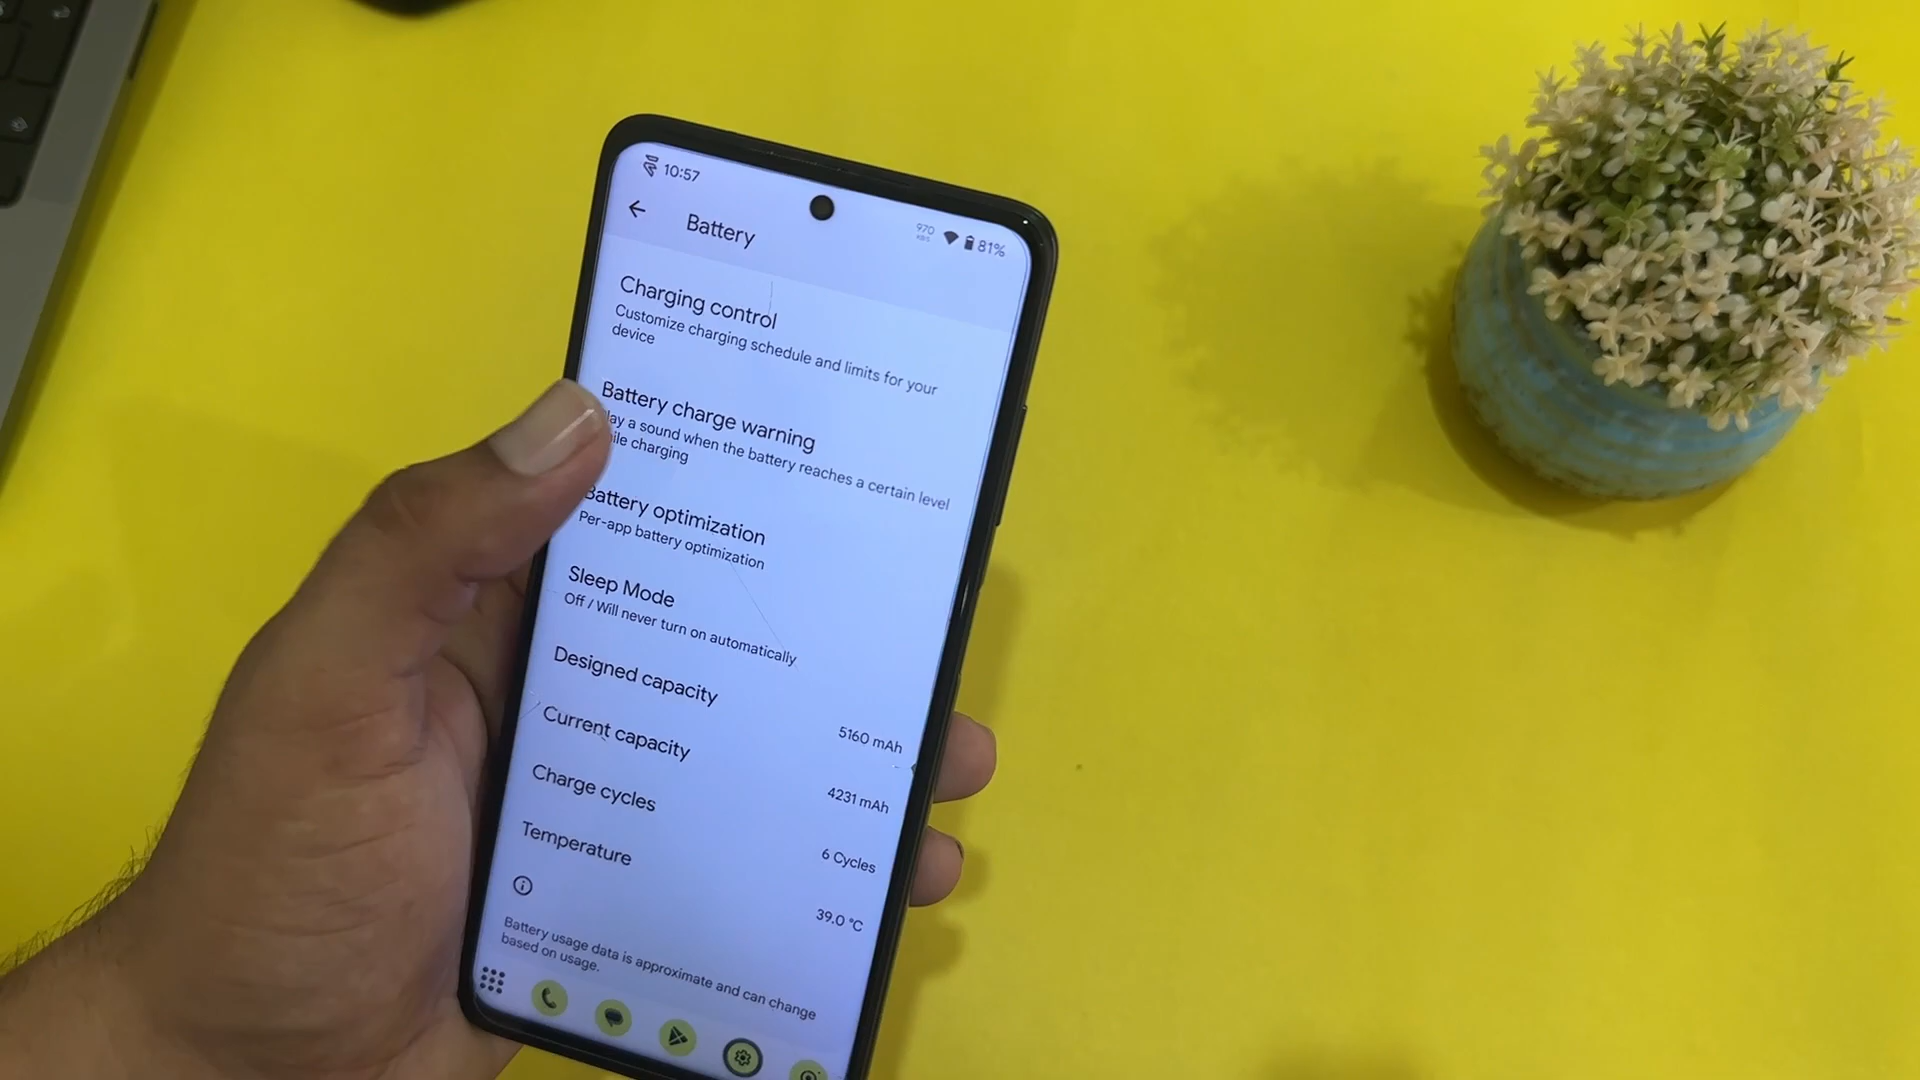 10:57
970
KB/S
81%
Battery
Charging control
Customize charging schedule and limits for your
device
Battery charge warning
lay a sound when the battery reaches a certain level
ile charging
Battery optimization
Per-app battery optimization
Sleep Mode
Off / Will never turn on automatically
Designed capacity
5160 mAh
Current capacity
4231 mAh
Charge cycles
6 Cycles
Temperature
39.0 °C
Battery usage data is approximate and can change
based on usage.